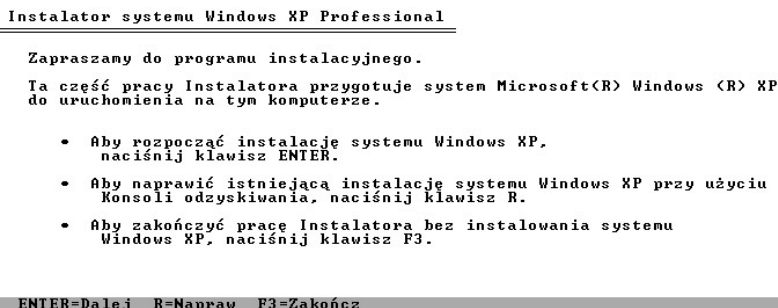 Instalator systemu Windows XP Professional
Zapraszamy do programu instalacyjnego.
Ta część pracy Instalatora przygotuje system Microsoft(R) Windows (R) XP
do uruchomienia na tym komputerze.
• Aby rozpocząć instalację systemu Windows XP,
naciśnij klawisz ENTER.
• Aby naprawić istniejącą instalację systemu Windows XP przy użyciu
Konsoli odzyskiwania, naciśnij klawisz R.
• Aby zakończyć pracę Instalatora bez instalowania systemu
Windows XP, naciśnij klawisz F3.
ENTER=Dalej R=Napraw F3=Zakończ